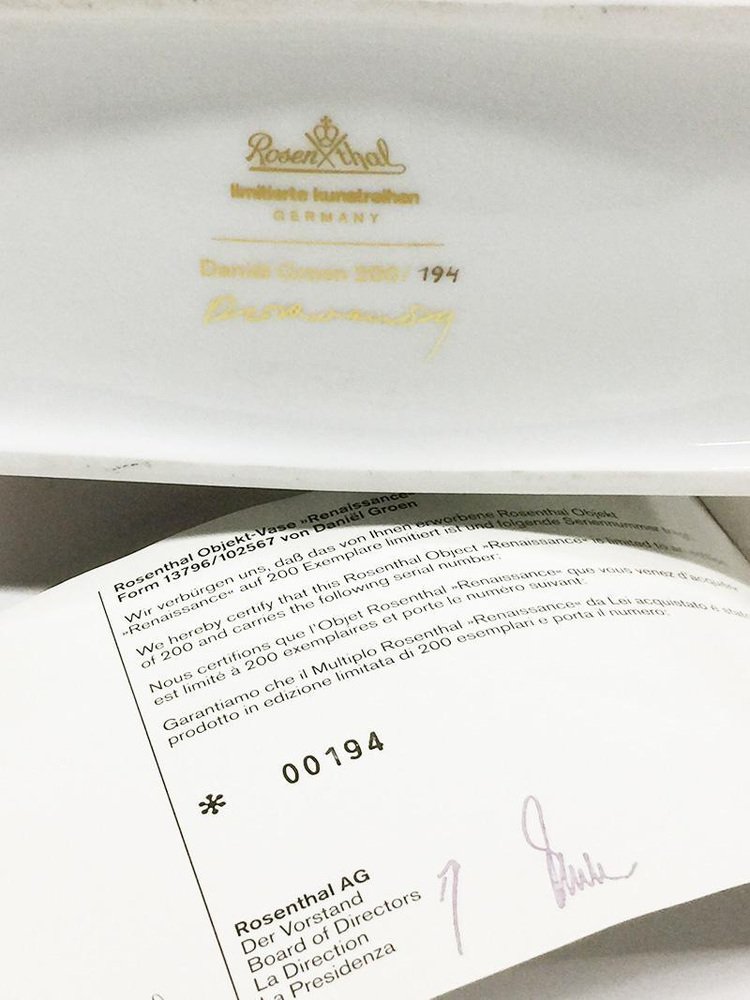 Rosenthal
limitierte kunstreihen
GERMANY
Daniël Groen 200/ 194
Rosenthal Objekt-Vase »Renaissance«
Form 13796/102567 von Daniël Groen
Wir verbürgen uns, daß das von Ihnen erworbene Rosenthal Objekt
»Renaissance« auf 200 Exemplare limitiert ist und folgende Seriennummer
We hereby certify that this Rosenthal Object »Renaissance« is limited to an
of 200 and carries the following serial number:
Nous certifions que l'Objet Rosenthal »Renaissance« que vous venez d'acquérir
est limité à 200 exemplaires et porte le numéro suivant:
Garantiamo che il Multiplo Rosenthal »Renaissance« da Lei acquistato è
prodotto in edizione limitata di 200 esemplari e porta il numero:
* 00194
Rosenthal AG
Der Vorstand
Board of Directors
La Direction
La Presidenza